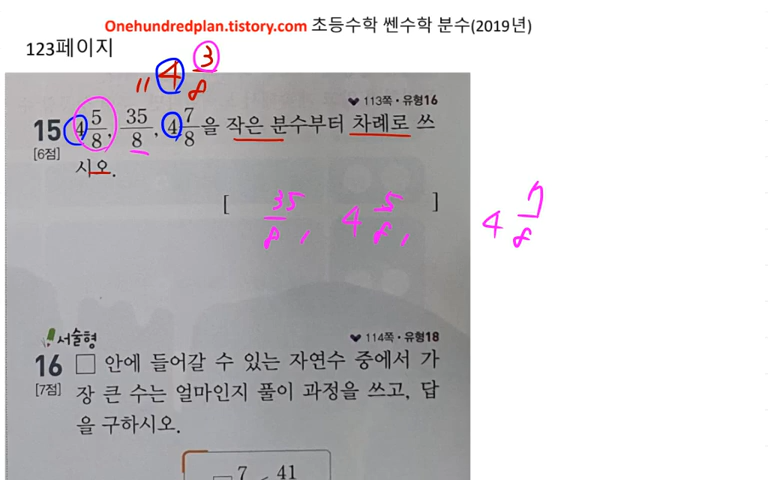 Onehundredplan.tistory.com 초등수학 쎈수학 분수(2019년)
123페이지
4 3/8
113쪽·유형16
15 4 5/8, 35/8, 4 7/8을 작은 분수부터 차례로 쓰
[6점]
시오.
[ 35/8, 4 5/8, ] 4 7/8
서술형
114쪽·유형18
16 □ 안에 들어갈 수 있는 자연수 중에서 가
[7점] 장 큰 수는 얼마인지 풀이 과정을 쓰고, 답
을 구하시오.
7 < 41